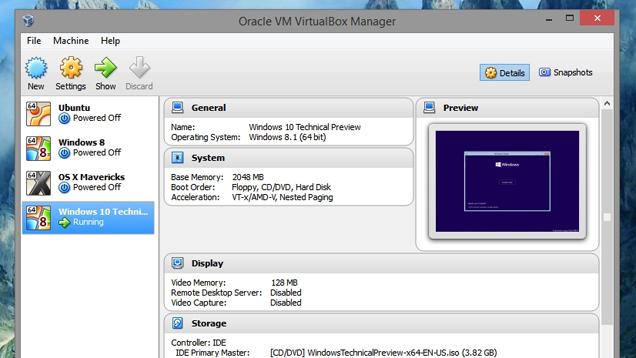 Oracle VM VirtualBox Manager
File Machine Help
New Settings Show Discard
Details Snapshots
64 Ubuntu
Powered Off
64 Windows 8
Powered Off
64 OS X Mavericks
Powered Off
64 Windows 10 Techni...
Running
General
Name: Windows 10 Technical Preview
Operating System: Windows 8.1 (64 bit)
System
Base Memory: 2048 MB
Boot Order: Floppy, CD/DVD, Hard Disk
Acceleration: VT-x/AMD-V, Nested Paging
Preview
Windows
Display
Video Memory: 128 MB
Remote Desktop Server: Disabled
Video Capture: Disabled
Storage
Controller: IDE
IDE Primary Master: [CD/DVD] WindowsTechnicalPreview-x64-EN-US.iso (3.82 GB)